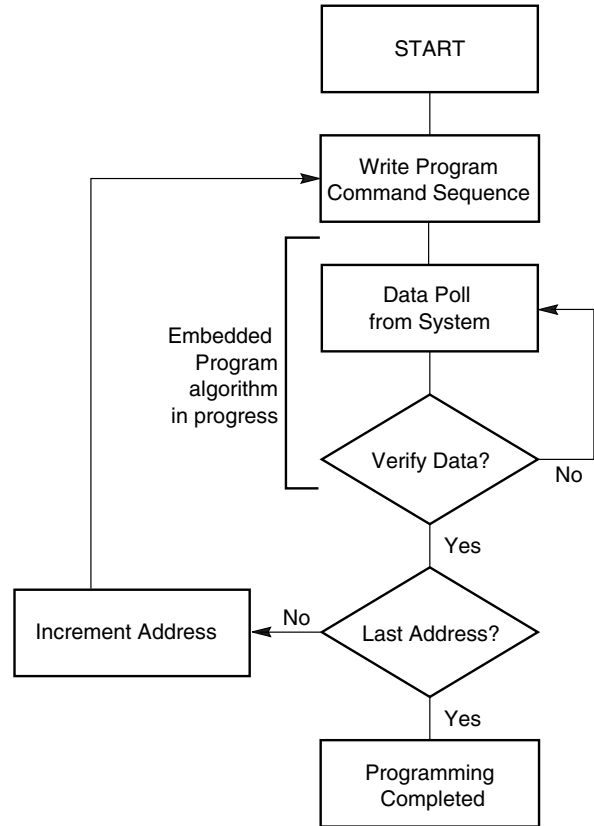 START
Write Program
Command Sequence
Data Poll
from System
Embedded
Program
algorithm
in progress
Verify Data?
No
Yes
No
Increment Address
Last Address?
Yes
Programming
Completed